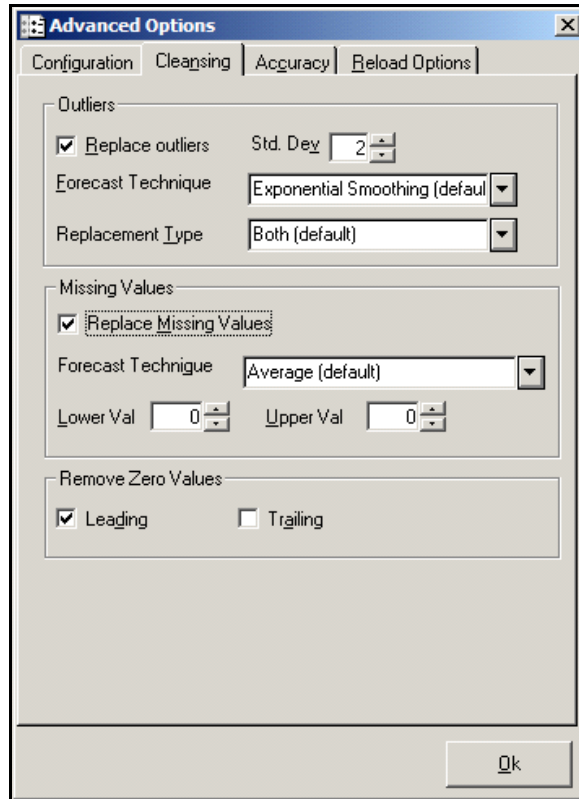 Advanced Options
Configuration Cleansing Accuracy Reload Options
Outliers
Replace outliers Std. Dev 2
Forecast Technique Exponential Smoothing (defaul
Replacement Type Both (default)
Missing Values
Replace Missing Values
Forecast Technigue Average (default)
Lower Val 0 Upper Val 0
Remove Zero Values
Leading Trailing
Ok